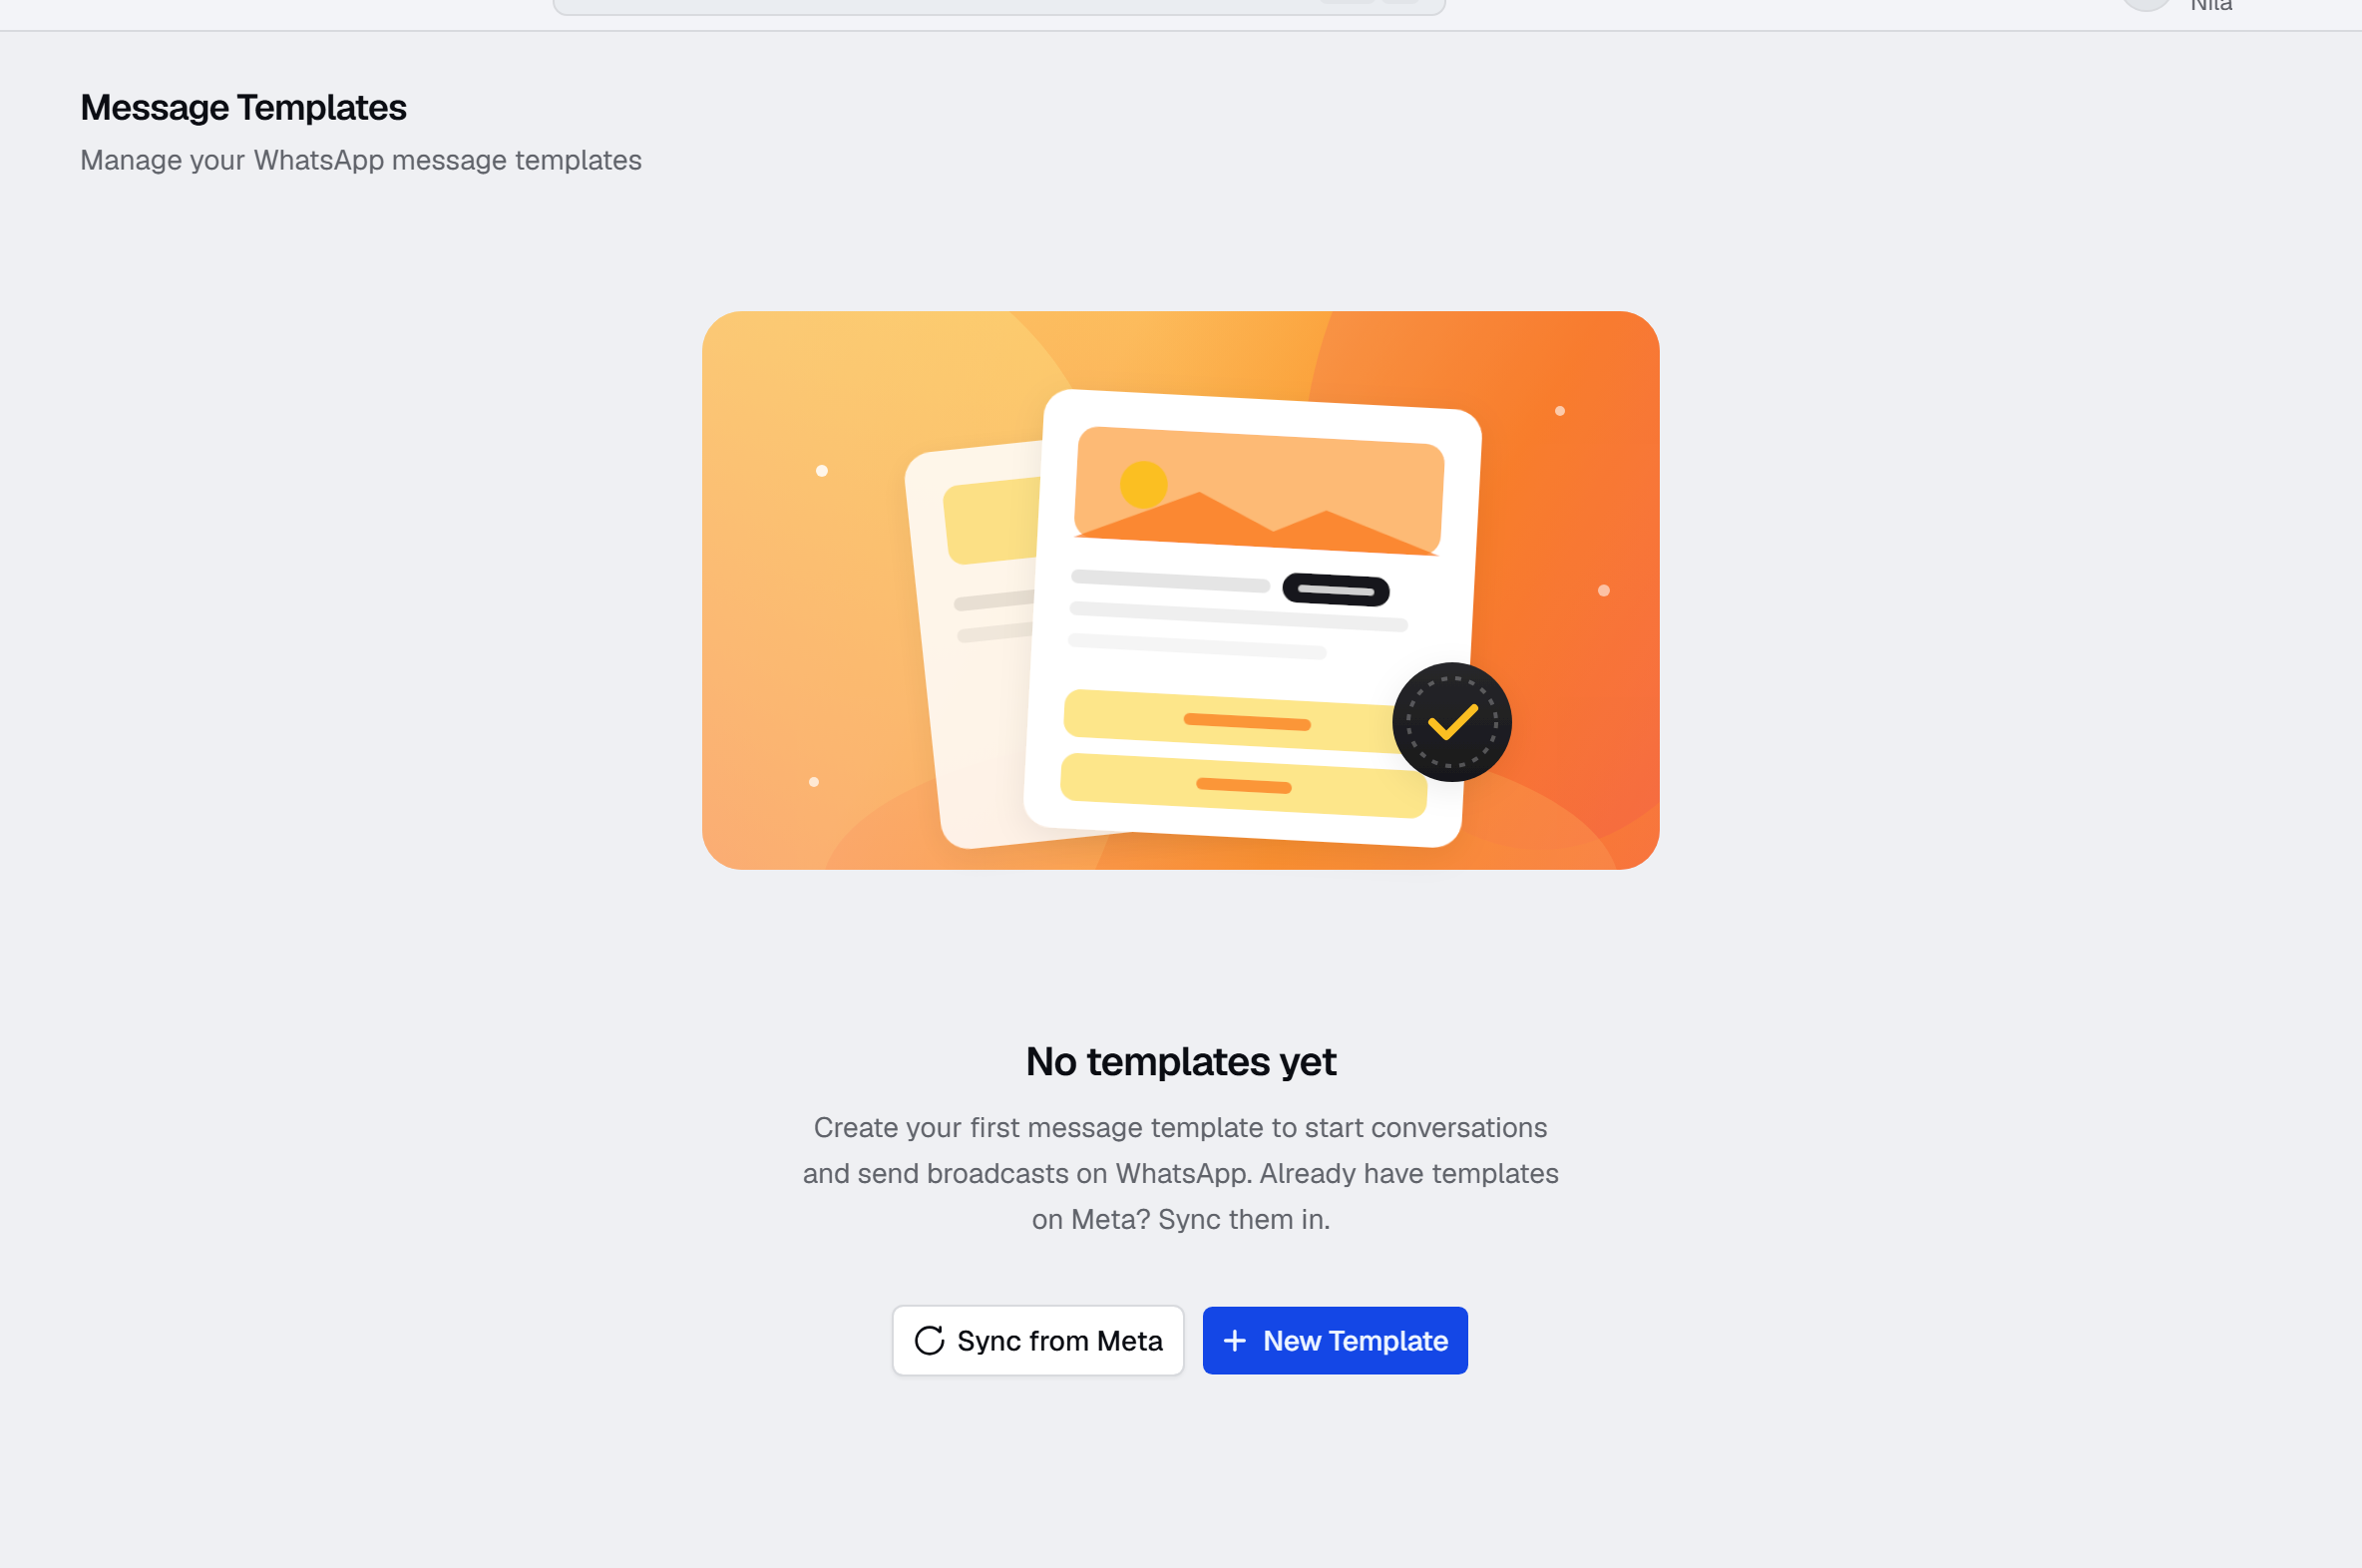 Nila
Message Templates
Manage your WhatsApp message templates
No templates yet
Create your first message template to start conversations
and send broadcasts on WhatsApp. Already have templates
on Meta? Sync them in.
Sync from Meta
New Template